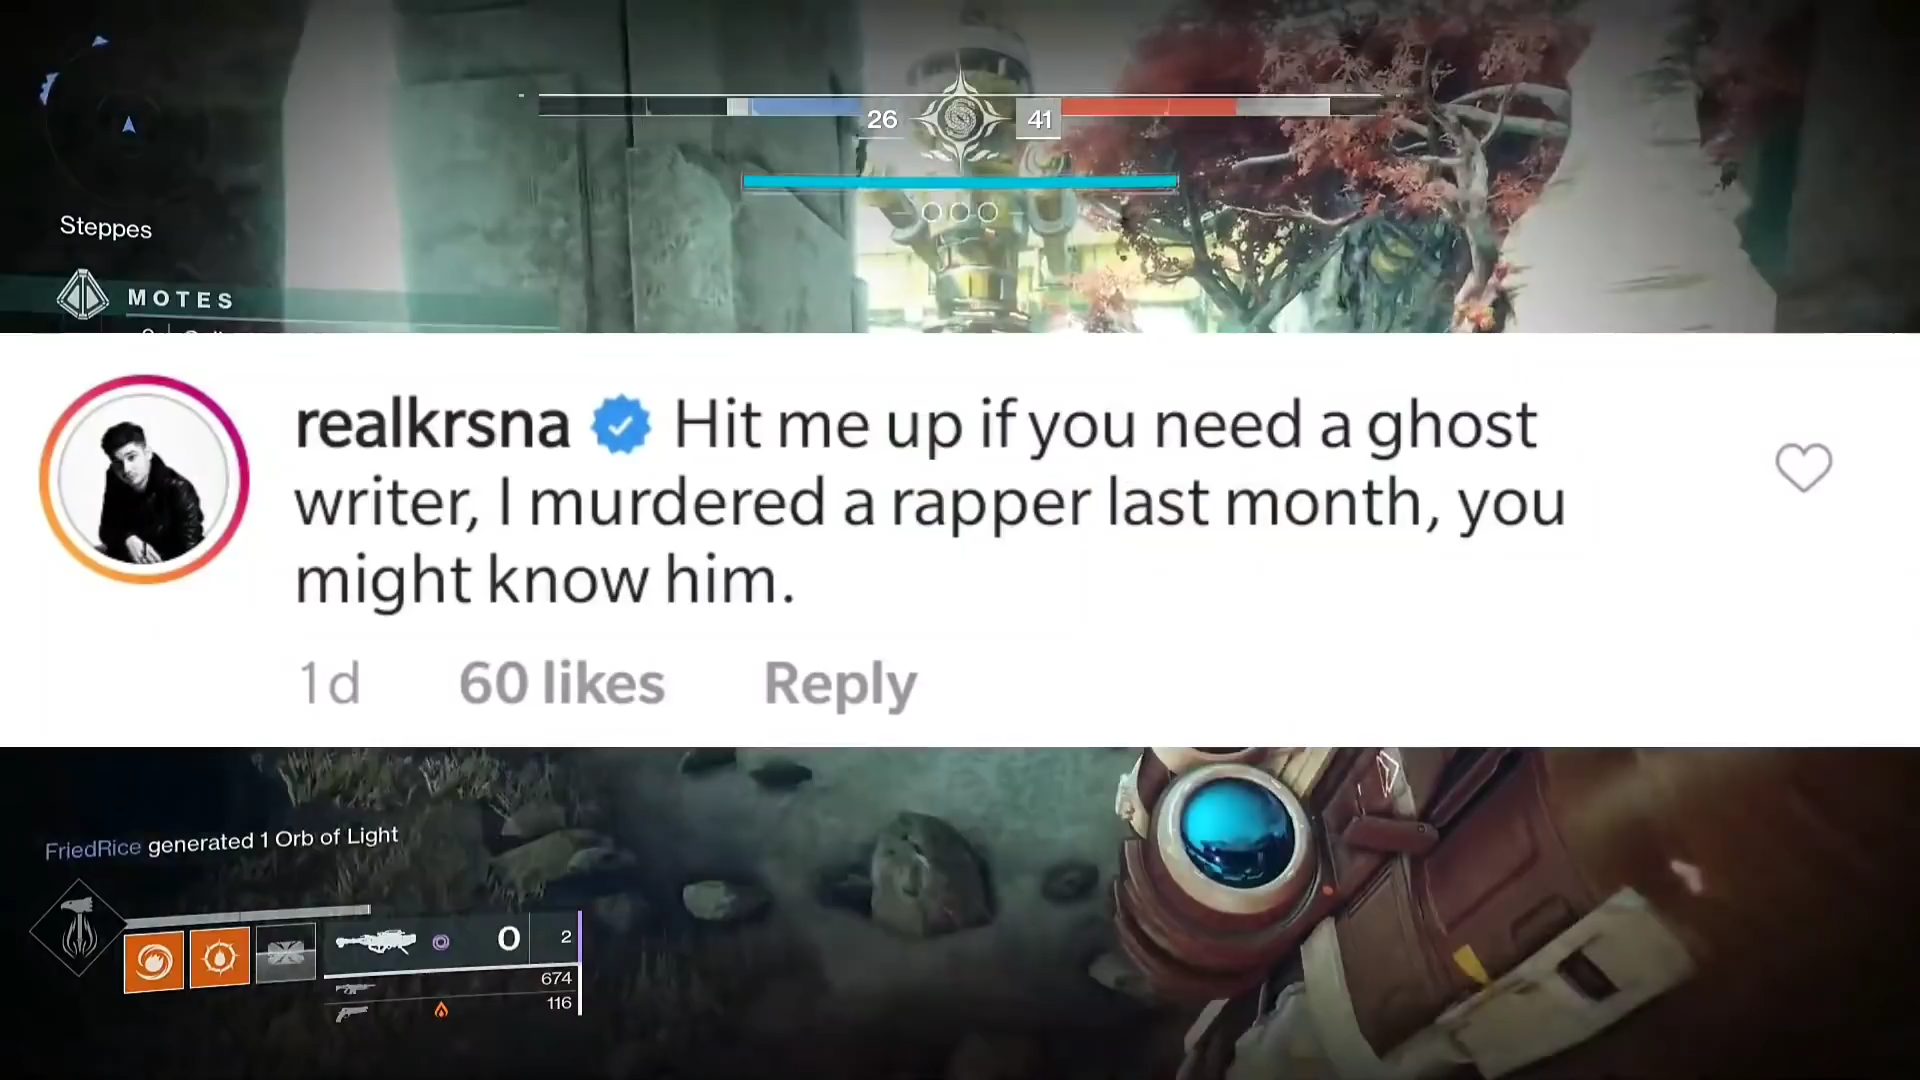 26
41
Steppes
MOTES
realkrsna Hit me up if you need a ghost
writer, I murdered a rapper last month, you
might know him.
1d 60 likes Reply
FriedRice generated 1 Orb of Light
0 2
674
116